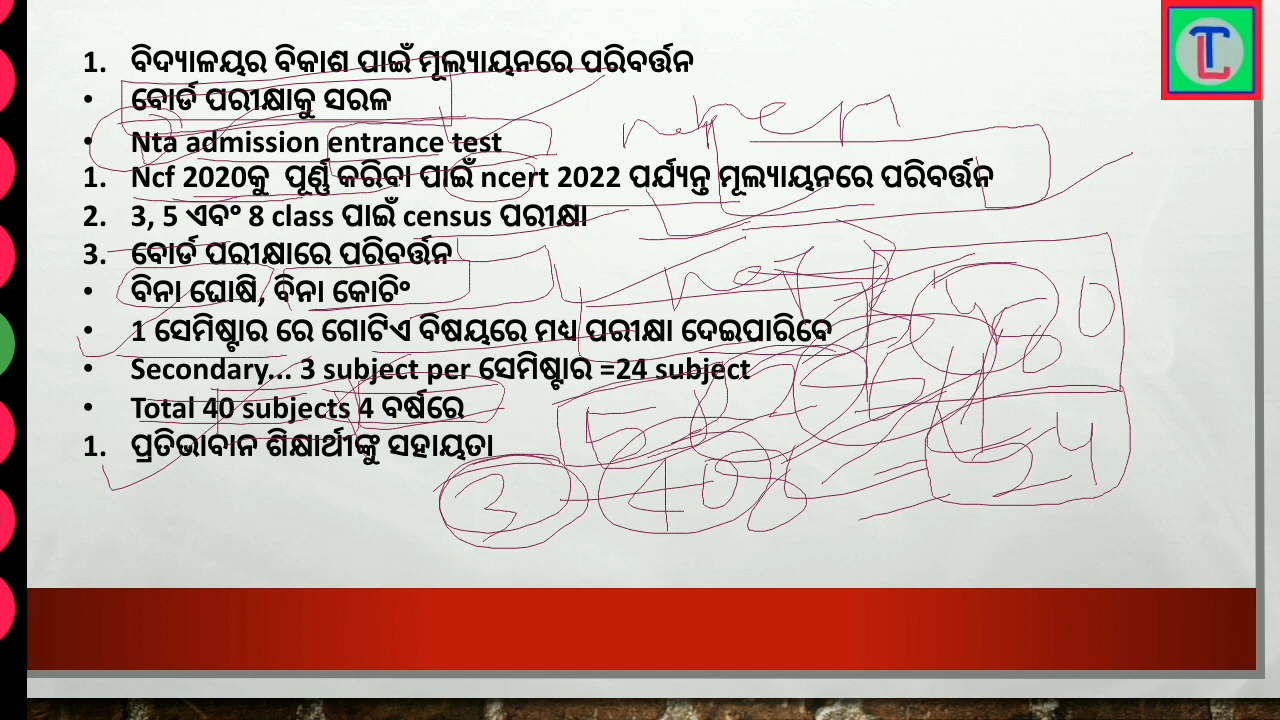 1. ବିଦ୍ୟାଳୟର ବିକାଶ ପାଇଁ ମୂଲ୍ୟାୟନରେ ପରିବର୍ତ୍ତନ
• ବୋର୍ଡ ପରୀକ୍ଷାକୁ ସରଳ
• Nta admission entrance test
1. Ncf 2020କୁ ପୂର୍ଣ୍ଣ କରିବା ପାଇଁ ncert 2022 ପର୍ଯ୍ୟନ୍ତ ମୂଲ୍ୟାୟନରେ ପରିବର୍ତ୍ତନ
2. 3, 5 ଏବଂ 8 class ପାଇଁ census ପରୀକ୍ଷା
3. ବୋର୍ଡ ପରୀକ୍ଷାରେ ପରିବର୍ତ୍ତନ
• ବିନା ଘୋଷି, ବିନା କୋଚିଂ
• 1 ସେମିଷ୍ଟାର ରେ ଗୋଟିଏ ବିଷୟରେ ମଧ୍ୟ ପରୀକ୍ଷା ଦେଇପାରିବେ
• Secondary... 3 subject per ସେମିଷ୍ଟାର =24 subject
• Total 40 subjects 4 ବର୍ଷରେ
1. ପ୍ରତିଭାବାନ ଶିକ୍ଷାର୍ଥୀଙ୍କୁ ସହାୟତା
40
24
3